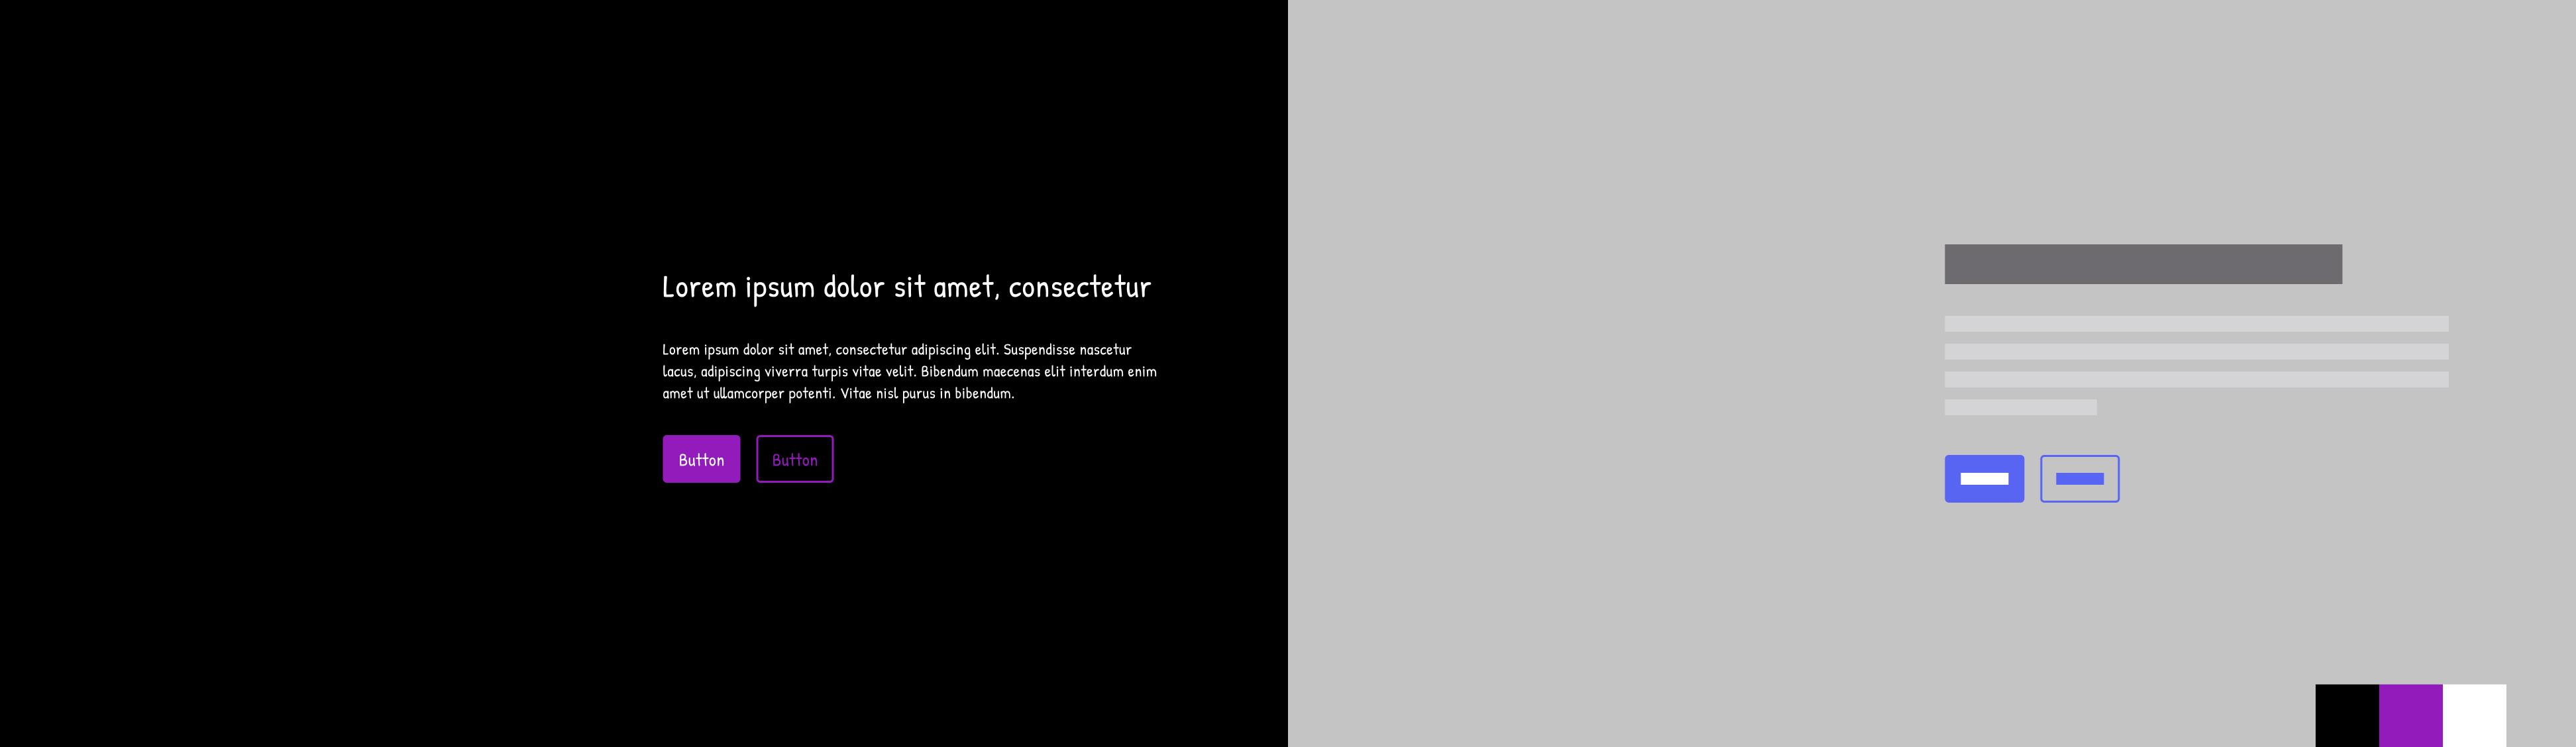 Lorem ipsum dolor sit amet, consectetur
Lorem ipsum dolor sit amet, consectetur adipiscing elit. Suspendisse nascetur
lacus, adipiscing viverra turpis vitae velit. Bibendum maecenas elit interdum enim
amet ut ullamcorper potenti. Vitae nisl purus in bibendum.
Button Button